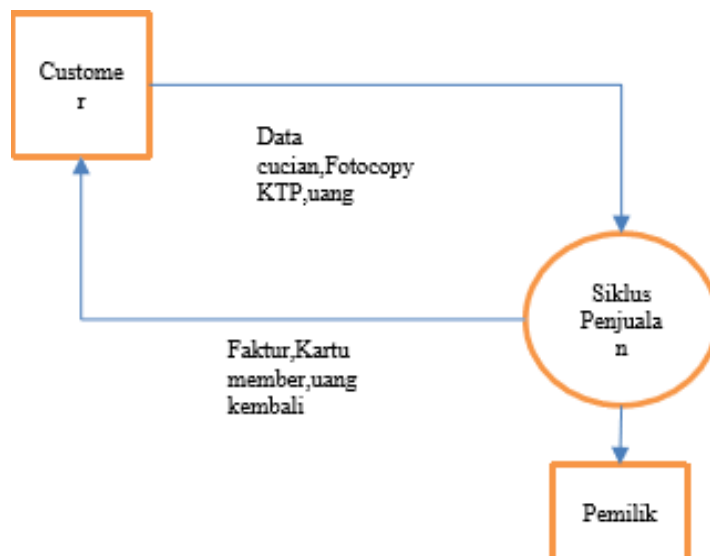 Custome
r
Data
cucian,Fotocopy
KTP,uang
Siklus
Penjuala
n
Faktur,Kartu
member,uang
kembali
Pemilik